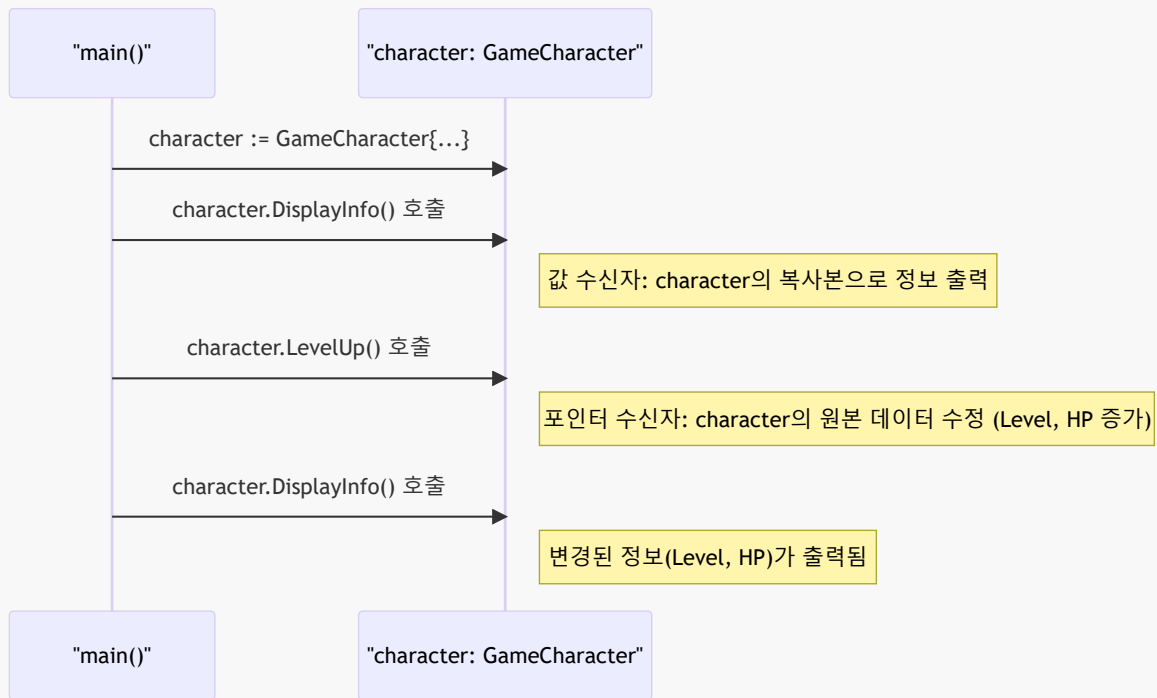 "main()"
"character: GameCharacter"
character := GameCharacter{...}
character.DisplayInfo() 호출
값 수신자: character의 복사본으로 정보 출력
character.LevelUp() 호출
포인터 수신자: character의 원본 데이터 수정 (Level, HP 증가)
character.DisplayInfo() 호출
변경된 정보(Level, HP)가 출력됨
"main()"
"character: GameCharacter"